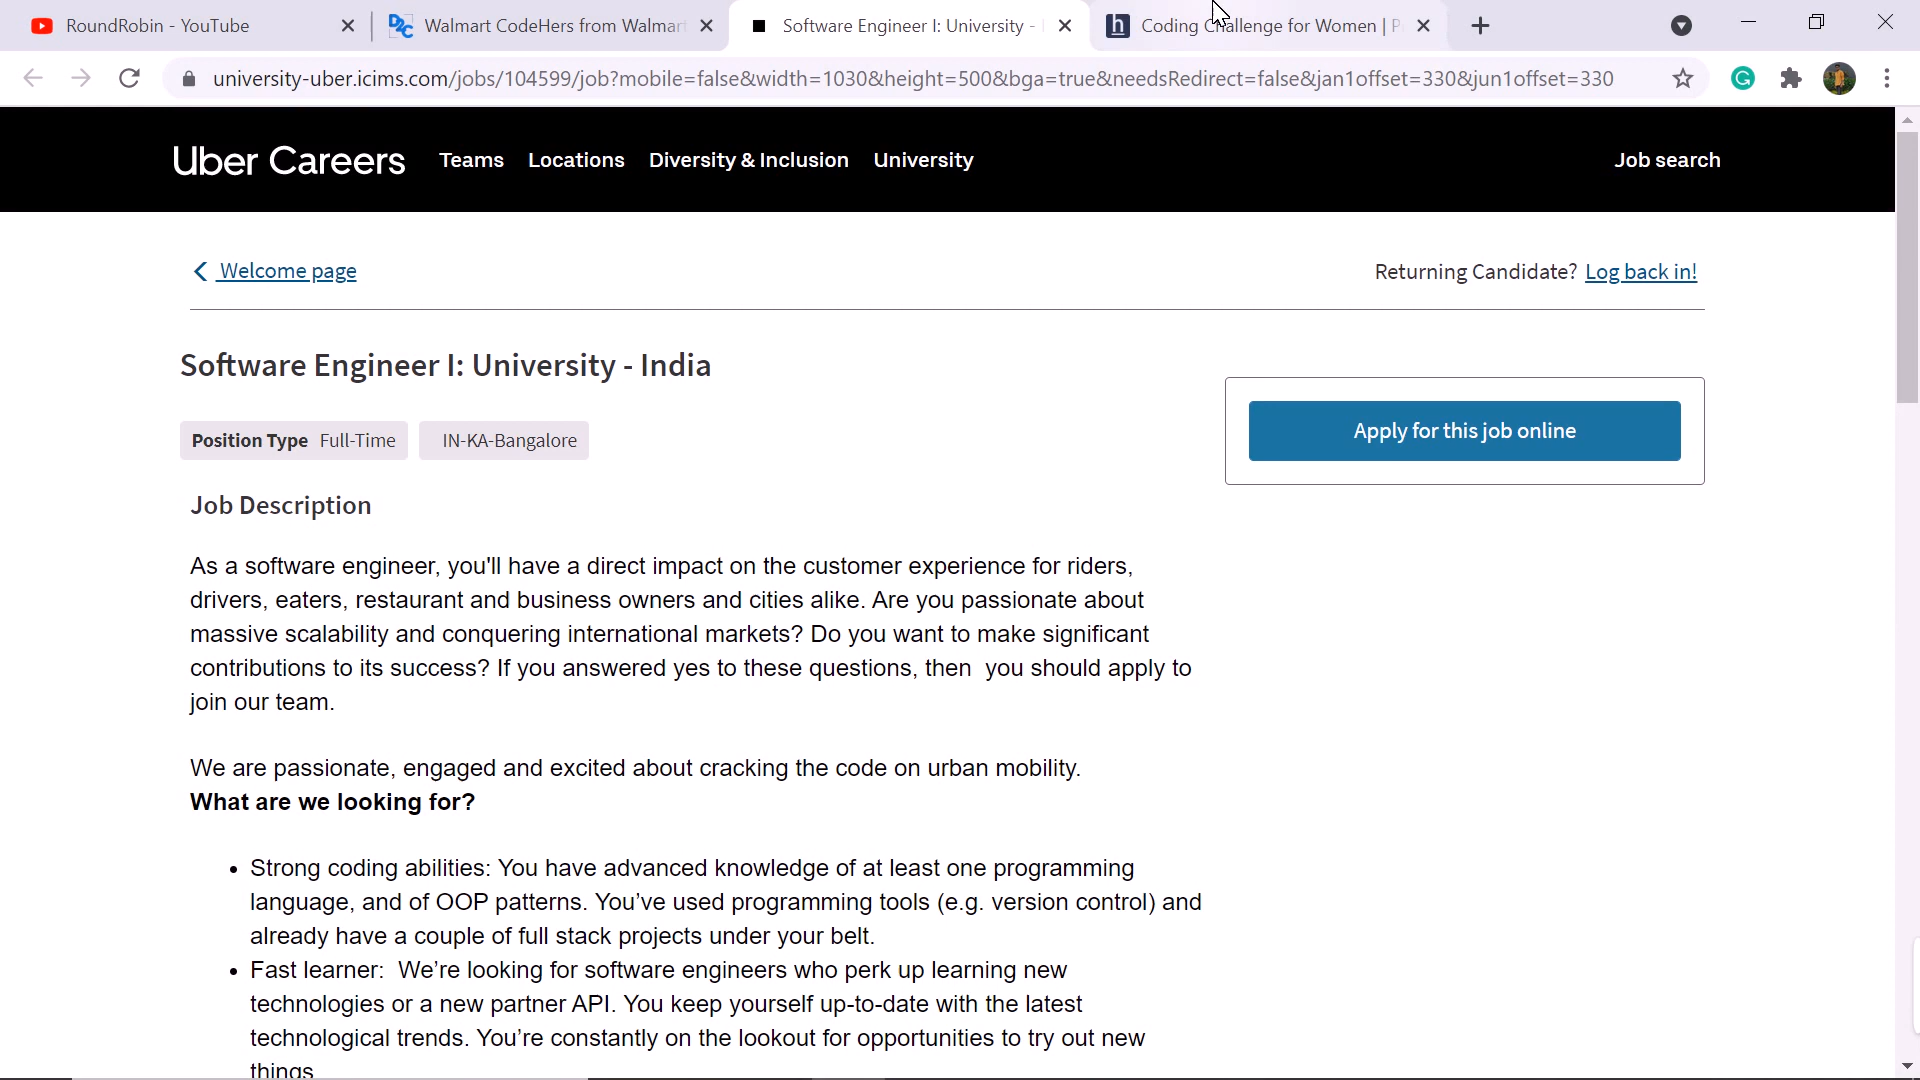 RoundRobin - YouTube
Walmart CodeHers from Walmar
Software Engineer I: University -
Coding Challenge for Women | P
university-uber.icims.com/jobs/104599/job?mobile=false&width=1030&height=500&bga=true&needsRedirect=false&jan1offset=330&jun1offset=330
Uber Careers Teams Locations Diversity & Inclusion University Job search
Welcome page
Returning Candidate? Log back in!
Software Engineer I: University - India
Apply for this job online
Position Type Full-Time IN-KA-Bangalore
Job Description
As a software engineer, you'll have a direct impact on the customer experience for riders,
drivers, eaters, restaurant and business owners and cities alike. Are you passionate about
massive scalability and conquering international markets? Do you want to make significant
contributions to its success? If you answered yes to these questions, then  you should apply to
join our team.
We are passionate, engaged and excited about cracking the code on urban mobility.
What are we looking for?
• Strong coding abilities: You have advanced knowledge of at least one programming
language, and of OOP patterns. You’ve used programming tools (e.g. version control) and
already have a couple of full stack projects under your belt.
• Fast learner:  We’re looking for software engineers who perk up learning new
technologies or a new partner API. You keep yourself up-to-date with the latest
technological trends. You’re constantly on the lookout for opportunities to try out new
things